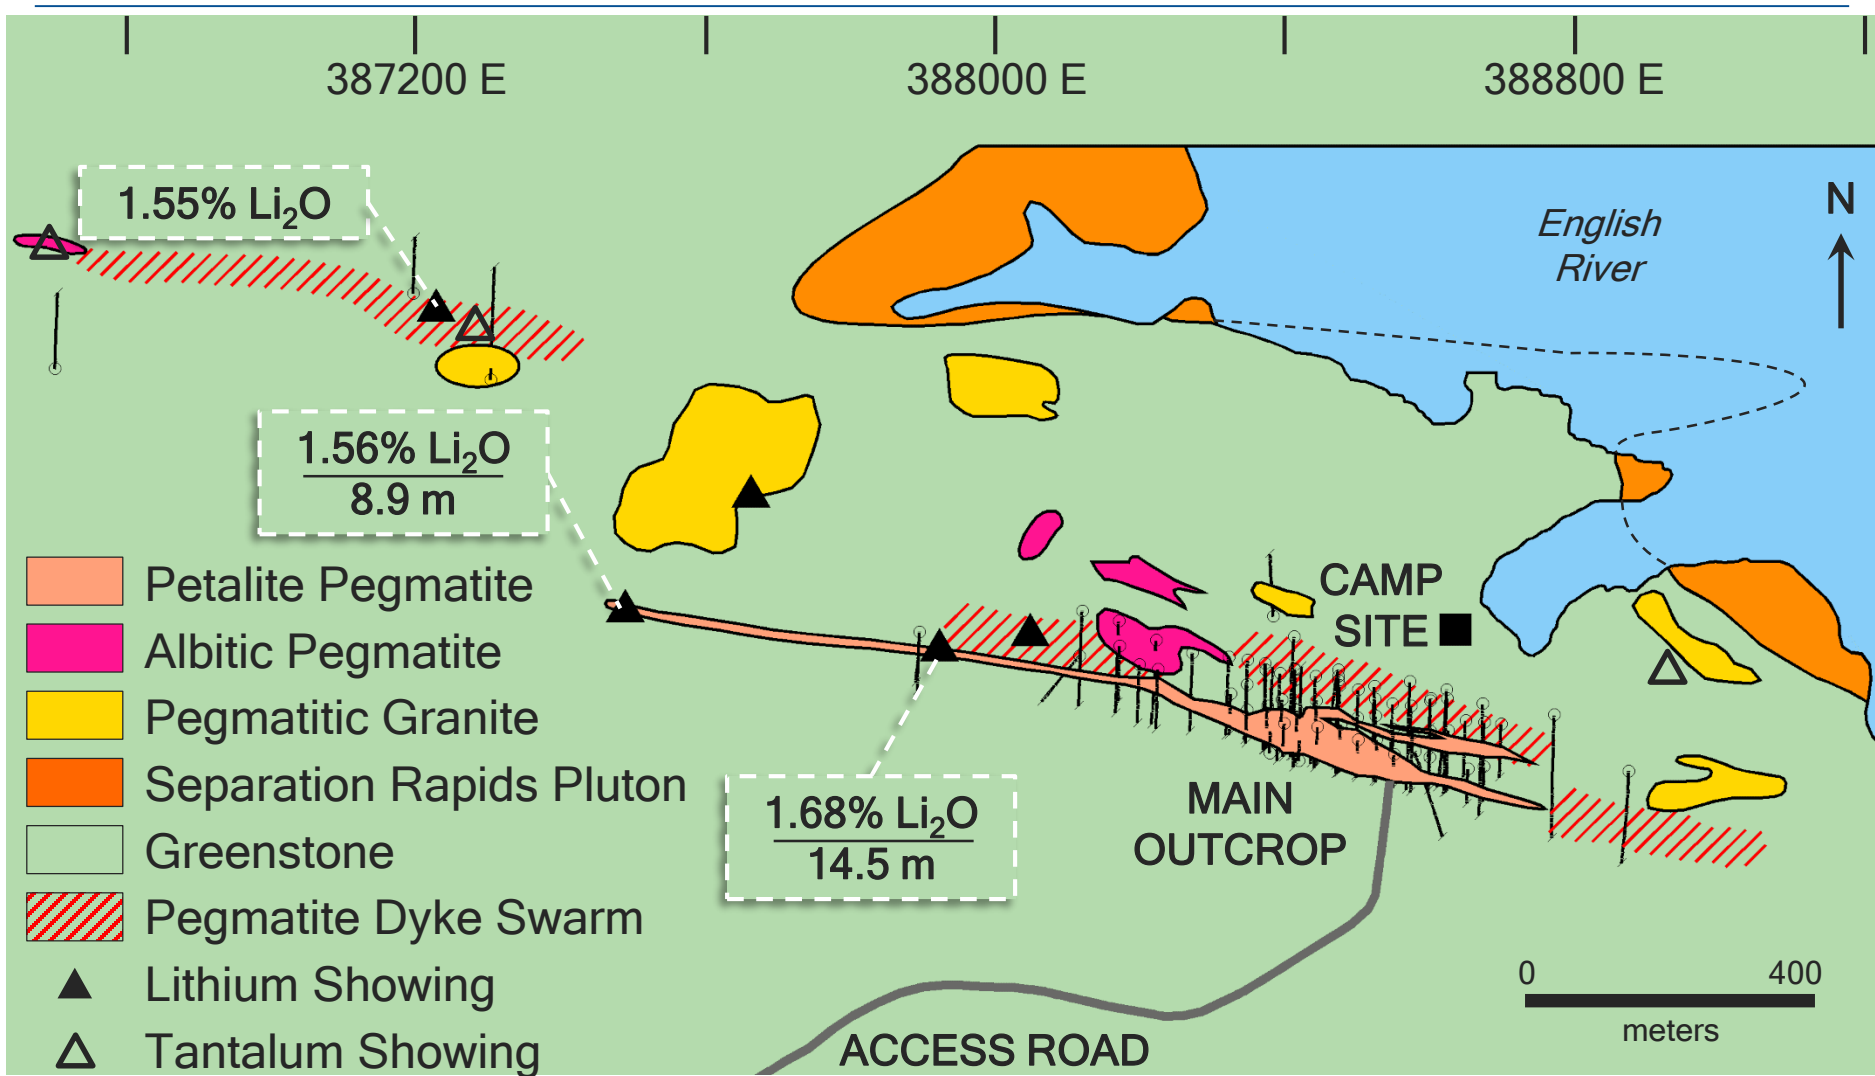 387200 E
388000 E
388800 E
1.55% Li₂O
N
English
River
1.56% Li₂O
8.9 m
CAMP
SITE
1.68% Li₂O
14.5 m
MAIN
OUTCROP
Petalite Pegmatite
Albitic Pegmatite
Pegmatitic Granite
Separation Rapids Pluton
Greenstone
Pegmatite Dyke Swarm
Lithium Showing
Tantalum Showing
0 400
meters
ACCESS ROAD